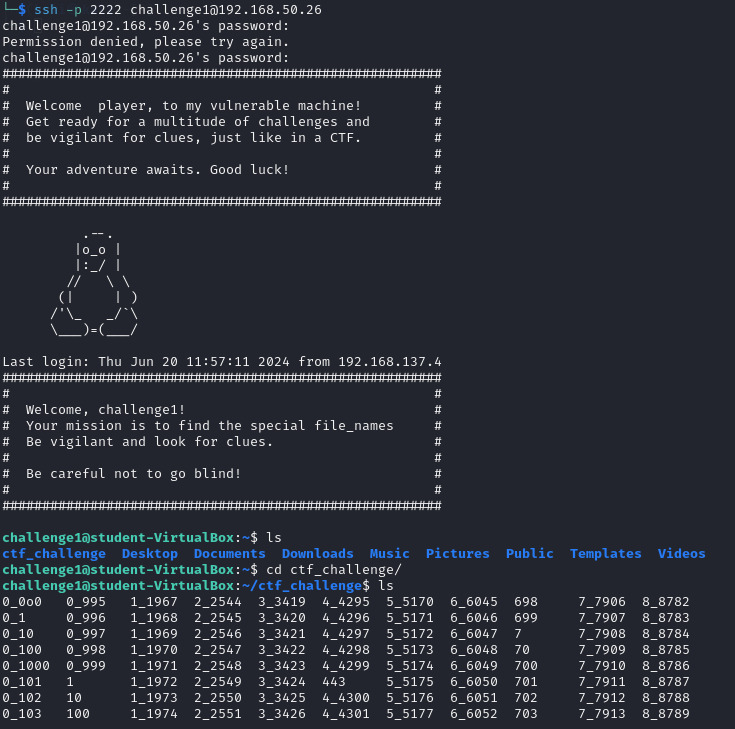 └─$ ssh -p 2222 challenge1@192.168.50.26
challenge1@192.168.50.26's password:
Permission denied, please try again.
challenge1@192.168.50.26's password:
#######################################################
#                                                     #
#  Welcome  player, to my vulnerable machine!         #
#  Get ready for a multitude of challenges and        #
#  be vigilant for clues, just like in a CTF.         #
#                                                     #
#  Your adventure awaits. Good luck!                  #
#                                                     #
#######################################################
          .--.
         |o_o |
         |:_/ |
        //   \ \
       (|     | )
      /'\_   _/`\
      \___)=(___/
Last login: Thu Jun 20 11:57:11 2024 from 192.168.137.4
#######################################################
#                                                     #
#  Welcome, challenge1!                               #
#  Your mission is to find the special file_names     #
#  Be vigilant and look for clues.                    #
#                                                     #
#  Be careful not to go blind!                        #
#                                                     #
#######################################################
challenge1@student-VirtualBox:~$ ls
ctf_challenge  Desktop  Documents  Downloads  Music  Pictures  Public  Templates  Videos
challenge1@student-VirtualBox:~$ cd ctf_challenge/
challenge1@student-VirtualBox:~/ctf_challenge$ ls
0_0o0   0_995   1_1967  2_2544  3_3419  4_4295  5_5170  6_6045  698     7_7906  8_8782
0_1     0_996   1_1968  2_2545  3_3420  4_4296  5_5171  6_6046  699     7_7907  8_8783
0_10    0_997   1_1969  2_2546  3_3421  4_4297  5_5172  6_6047  7       7_7908  8_8784
0_100   0_998   1_1970  2_2547  3_3422  4_4298  5_5173  6_6048  70      7_7909  8_8785
0_1000  0_999   1_1971  2_2548  3_3423  4_4299  5_5174  6_6049  700     7_7910  8_8786
0_101   1       1_1972  2_2549  3_3424  443     5_5175  6_6050  701     7_7911  8_8787
0_102   10      1_1973  2_2550  3_3425  4_4300  5_5176  6_6051  702     7_7912  8_8788
0_103   100     1_1974  2_2551  3_3426  4_4301  5_5177  6_6052  703     7_7913  8_8789